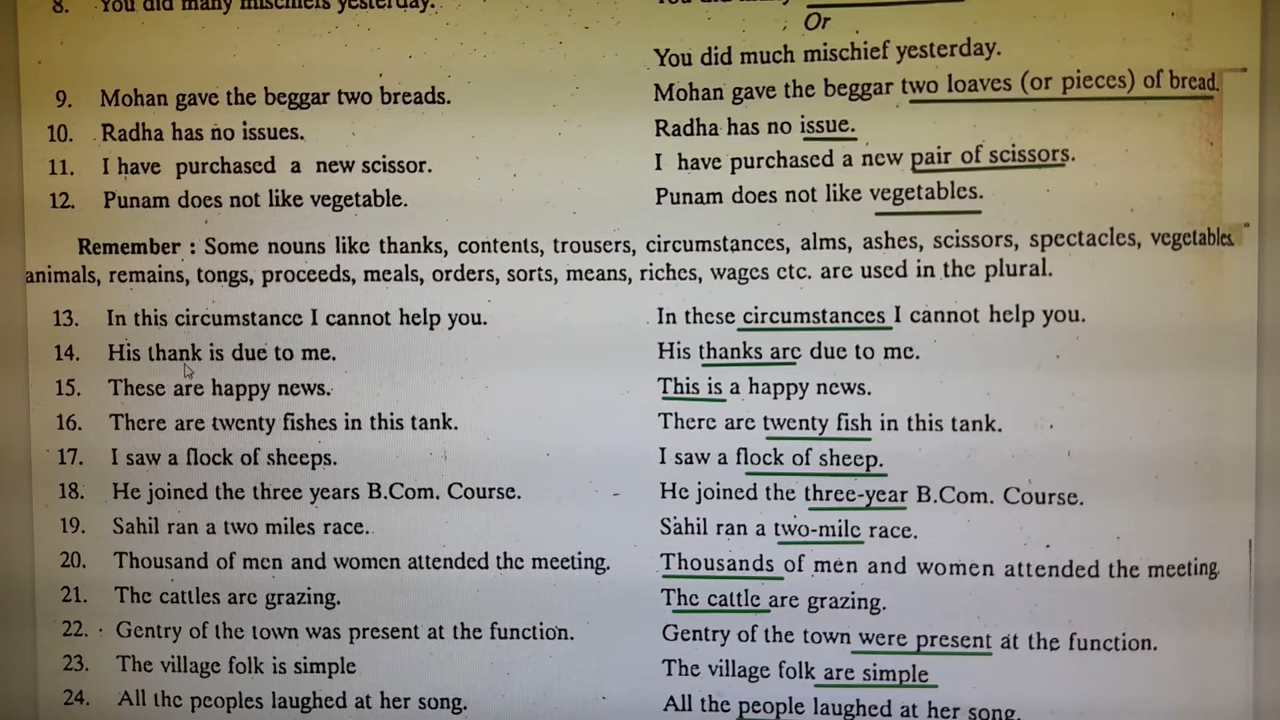 8. You did many mischiefs yesterday.
Or
You did much mischief yesterday.
9. Mohan gave the beggar two breads. Mohan gave the beggar two loaves (or pieces) of bread.
10. Radha has no issues. Radha has no issue.
11. I have purchased a new scissor. I have purchased a new pair of scissors.
12. Punam does not like vegetable. Punam does not like vegetables.
Remember : Some nouns like thanks, contents, trousers, circumstances, alms, ashes, scissors, spectacles, vegetables
animals, remains, tongs, proceeds, meals, orders, sorts, means, riches, wages etc. are used in the plural.
13. In this circumstance I cannot help you. In these circumstances I cannot help you.
14. His thank is due to me. His thanks are due to me.
15. These are happy news. This is a happy news.
16. There are twenty fishes in this tank. There are twenty fish in this tank.
17. I saw a flock of sheeps. I saw a flock of sheep.
18. He joined the three years B.Com. Course. He joined the three-year B.Com. Course.
19. Sahil ran a two miles race. Sahil ran a two-mile race.
20. Thousand of men and women attended the meeting. Thousands of men and women attended the meeting
21. The cattles are grazing. The cattle are grazing.
22. Gentry of the town was present at the function. Gentry of the town were present at the function.
23. The village folk is simple The village folk are simple
24. All the peoples laughed at her song. All the people laughed at her song.